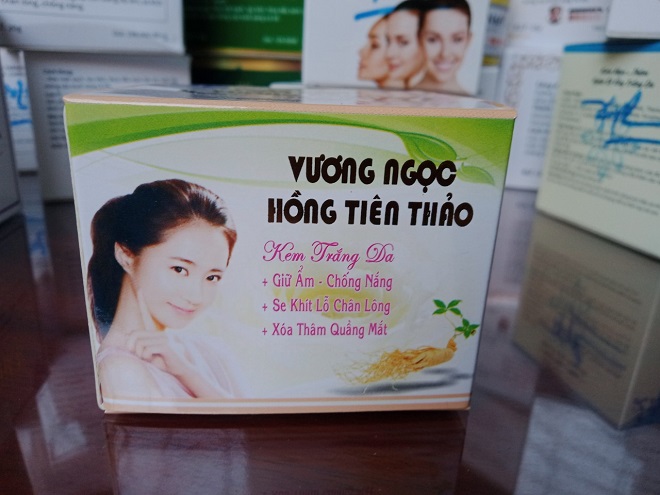 VƯƠNG NGỌC
HỒNG TIÊN THẢO
Kem Trắng Da
+ Giữ Ẩm - Chống Nắng
+ Se Khít Lỗ Chân Lông
+ Xóa Thâm Quầng Mắt